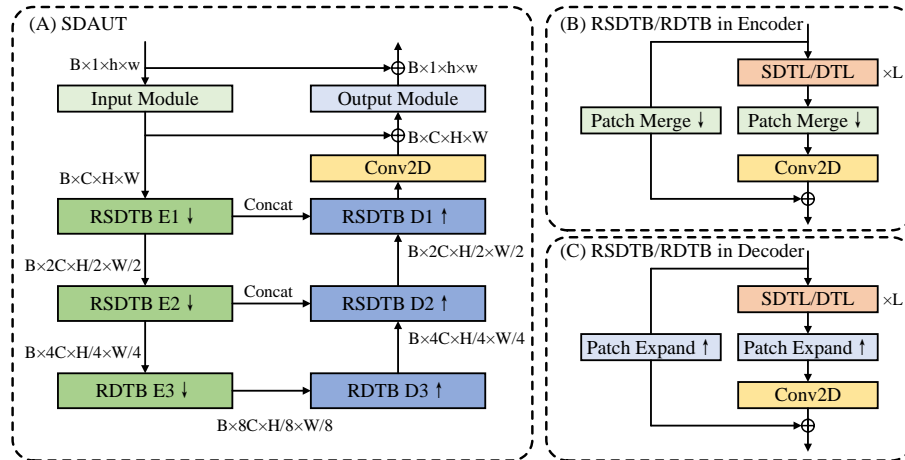 (A) SDAUT
B×1×h×w
B×1×h×w
Input Module
Output Module
B×C×H×W
Conv2D
B×C×H×W
RSDTB E1 ↓
Concat
RSDTB D1 ↑
B×2C×H/2×W/2
B×2C×H/2×W/2
RSDTB E2 ↓
Concat
RSDTB D2 ↑
B×4C×H/4×W/4
B×4C×H/4×W/4
RDTB E3 ↓
RDTB D3 ↑
B×8C×H/8×W/8
(B) RSDTB/RDTB in Encoder
SDTL/DTL
×L
Patch Merge ↓
Patch Merge ↓
Conv2D
(C) RSDTB/RDTB in Decoder
SDTL/DTL
×L
Patch Expand ↑
Patch Expand ↑
Conv2D